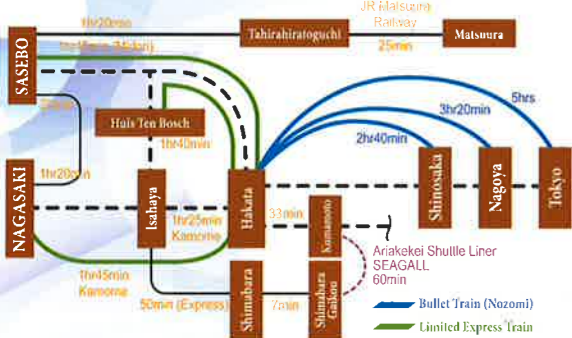 JR Matsuura
Railway
1hr20min
Tahirahiratoguchi
Matsuura
25min
SASEBO
Huis Ten Bosch
1hr40min
5hrs
3hr20min
2hr40min
1hr20min
NAGASAKI
Isahaya
Hakata
1hr25min
Kamome
33min
Kumamoto
Shinosaka
Nagoya
Tokyo
Ariakekei Shuttle Liner
SEAGALL
60min
1hr45min
Kamome
50min (Express)
Shimabara
7min
Shimabara
Gaikou
Bullet Train (Nozomi)
Limited Express Train